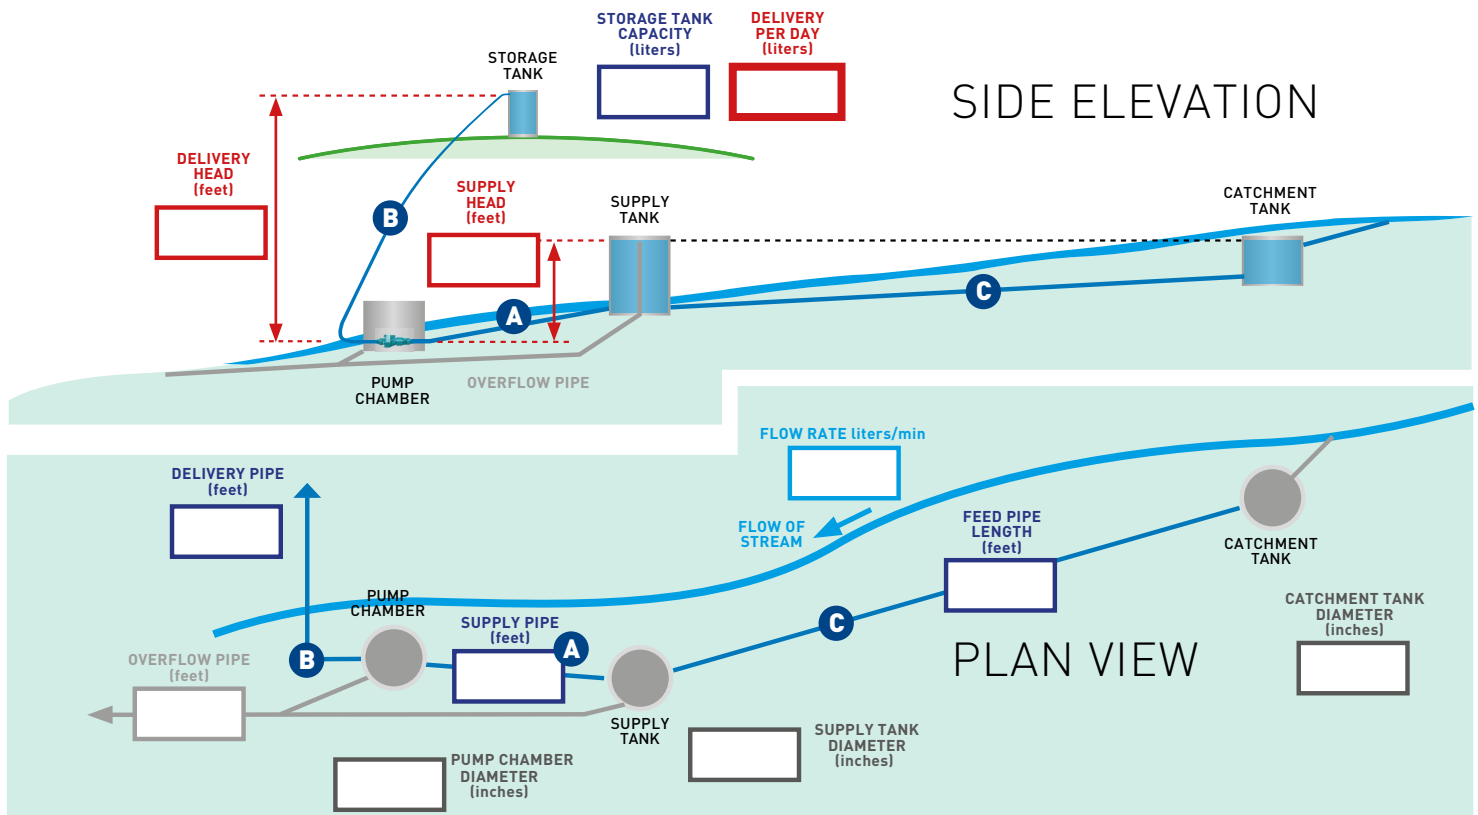 STORAGE TANK
CAPACITY
(liters)
DELIVERY
PER DAY
(liters)
STORAGE
TANK
SIDE ELEVATION
DELIVERY
HEAD
(feet)
SUPPLY
HEAD
(feet)
SUPPLY
TANK
CATCHMENT
TANK
B
A
C
PUMP
CHAMBER
OVERFLOW PIPE
FLOW RATE liters/min
DELIVERY PIPE
(feet)
FLOW OF
STREAM
FEED PIPE
LENGTH
(feet)
CATCHMENT
TANK
PUMP
CHAMBER
SUPPLY PIPE
(feet)
A
C
B
CATCHMENT TANK
DIAMETER
(inches)
PLAN VIEW
OVERFLOW PIPE
(feet)
SUPPLY
TANK
SUPPLY TANK
DIAMETER
(inches)
PUMP CHAMBER
DIAMETER
(inches)